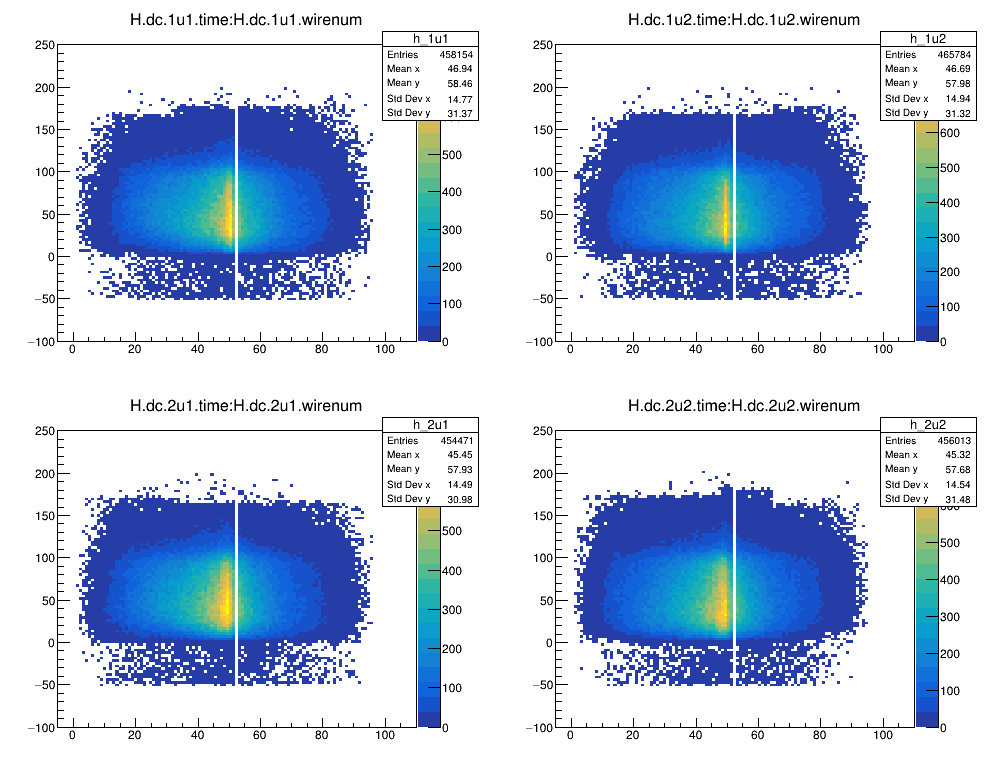 H.dc.1u1.time:H.dc.1u1.wirenum
h_1u1
Entries 458154
Mean x 46.94
Mean y 58.46
Std Dev x 14.77
Std Dev y 31.37
250
200
150
100
50
0
−50
−100
0 20 40 60 80 100
500
400
300
200
100
0
H.dc.1u2.time:H.dc.1u2.wirenum
h_1u2
Entries 465784
Mean x 46.69
Mean y 57.98
Std Dev x 14.94
Std Dev y 31.32
250
200
150
100
50
0
−50
−100
0 20 40 60 80 100
600
500
400
300
200
100
0
H.dc.2u1.time:H.dc.2u1.wirenum
h_2u1
Entries 454471
Mean x 45.45
Mean y 57.93
Std Dev x 14.49
Std Dev y 30.98
250
200
150
100
50
0
−50
−100
0 20 40 60 80 100
500
400
300
200
100
0
H.dc.2u2.time:H.dc.2u2.wirenum
h_2u2
Entries 456013
Mean x 45.32
Mean y 57.68
Std Dev x 14.54
Std Dev y 31.48
250
200
150
100
50
0
−50
−100
0 20 40 60 80 100
500
400
300
200
100
0